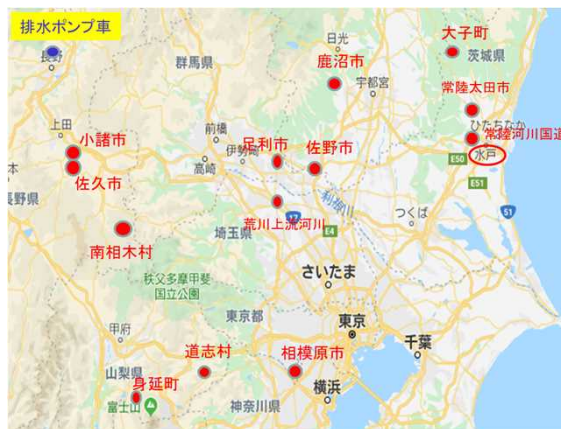 排水ポンプ車
長野
群馬県
日光
大子町
茨城県
鹿沼市
宇都宮
常陸太田市
上田
小諸市
前橋
足利市
佐野市
ひたちなか
常陸河川国道
伊勢崎
高崎
水戸
E50
E51
佐久市
長野県
利根川
つくば
51
荒川上流河川
17
E4
埼玉県
南相木村
さいたま
秩父多摩甲斐
国立公園
東京都
東京
甲府
千葉
道志村
相模原市
山梨県
身延町
横浜
富士山
神奈川県